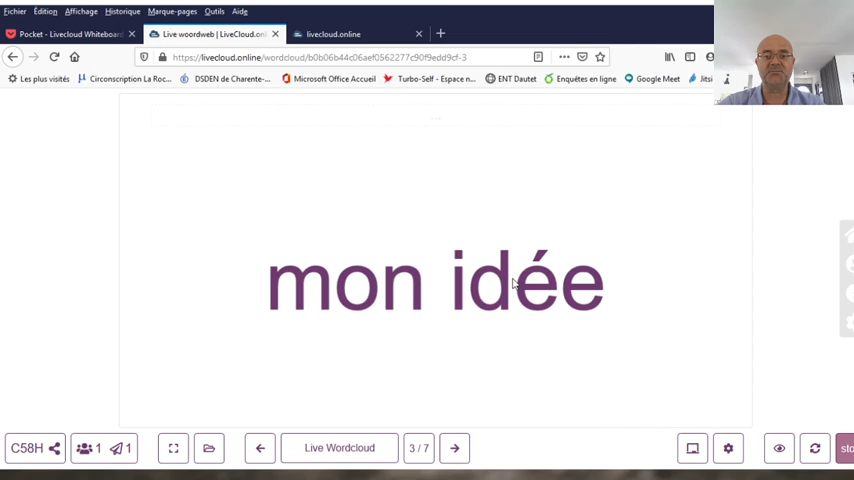 Fichier Édition Affichage Historique Marque-pages Outils Aide
Pocket - Livecloud Whiteboard
Live woordweb | LiveCloud.onl
livecloud.online
https://livecloud.online/wordcloud/b0b06b44c06aef0562277c90f9edd9cf-3
Les plus visités Circonscription La Roc... DSDEN de Charente-... Microsoft Office Accueil Turbo-Self - Espace n... ENT Dautet Enquêtes en ligne Google Meet Jitsi
...
mon idée
C58H 1 1 Live Wordcloud 3 / 7 sto